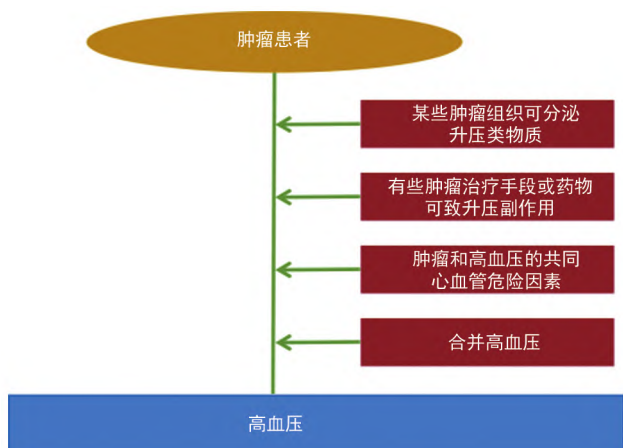 肿瘤患者
某些肿瘤组织可分泌
升压类物质
有些肿瘤治疗手段或药物
可致升压副作用
肿瘤和高血压的共同
心血管危险因素
合并高血压
高血压